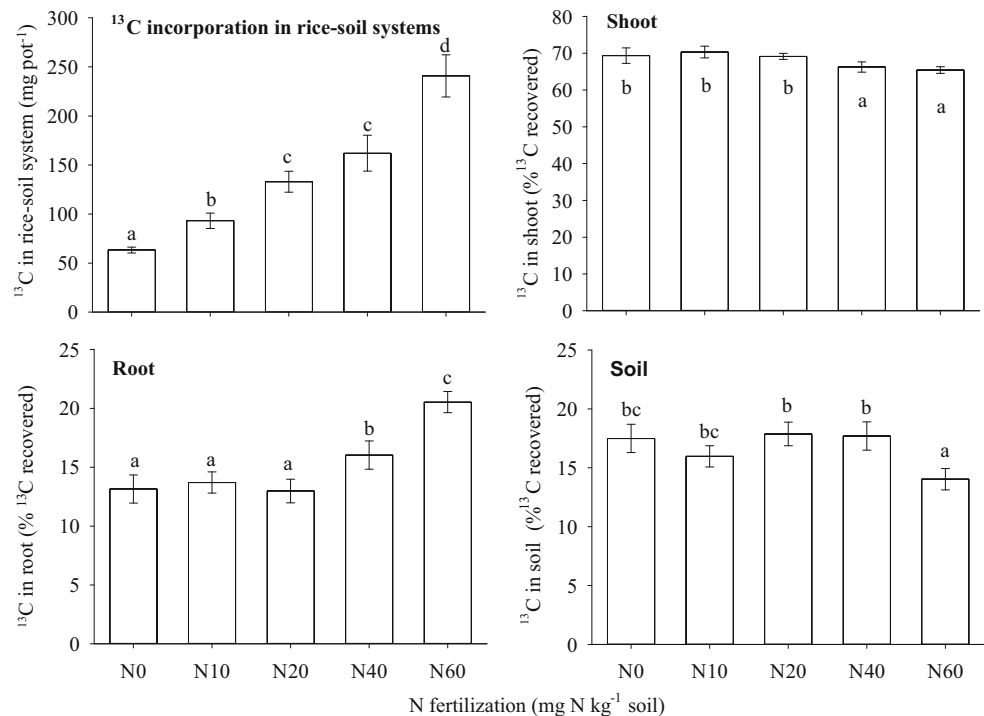 ¹³C incorporation in rice-soil systems
¹³C in rice-soil system (mg pot⁻¹)
300
250
200
150
100
50
0
a
b
c
c
d
Shoot
¹³C in shoot (%¹³C recovered)
80
70
60
50
40
30
20
10
0
b
b
b
a
a
Root
¹³C in root (% ¹³C recovered)
25
20
15
10
5
0
a
a
a
b
c
N0 N10 N20 N40 N60
Soil
¹³C in soil (%¹³C recovered)
25
20
15
10
5
0
bc
bc
b
b
a
N0 N10 N20 N40 N60
N fertilization (mg N kg⁻¹ soil)